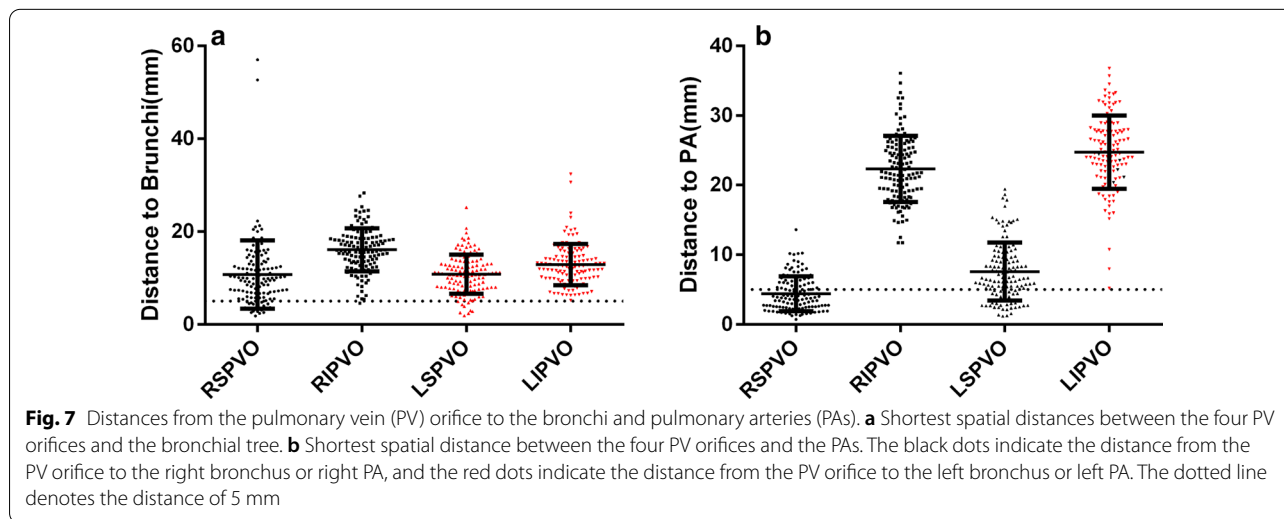 a
60
40
20
0
Distance to Brunchi(mm)
RSPVO
RIPVO
LSPVO
LIPVO
b
40
30
20
10
0
Distance to PA(mm)
RSPVO
RIPVO
LSPVO
LIPVO
Fig. 7 Distances from the pulmonary vein (PV) orifice to the bronchi and pulmonary arteries (PAs). a Shortest spatial distances between the four PV
orifices and the bronchial tree. b Shortest spatial distance between the four PV orifices and the PAs. The black dots indicate the distance from the
PV orifice to the right bronchus or right PA, and the red dots indicate the distance from the PV orifice to the left bronchus or left PA. The dotted line
denotes the distance of 5 mm